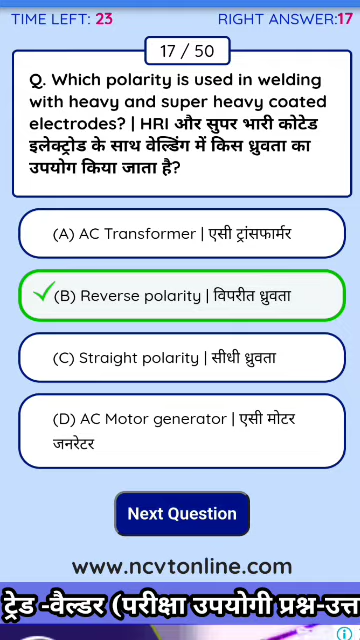 TIME LEFT: 23 RIGHT ANSWER:17
17 / 50
Q. Which polarity is used in welding
with heavy and super heavy coated
electrodes? | HRI और सुपर भारी कोटेड
इलेक्ट्रोड के साथ वेल्डिंग में किस ध्रुवता का
उपयोग किया जाता है?
(A) AC Transformer | एसी ट्रांसफार्मर
(B) Reverse polarity | विपरीत ध्रुवता
(C) Straight polarity | सीधी ध्रुवता
(D) AC Motor generator | एसी मोटर
जनरेटर
Next Question
www.ncvtonline.com
ट्रेड -वैल्डर (परीक्षा उपयोगी प्रश्न-उत्त